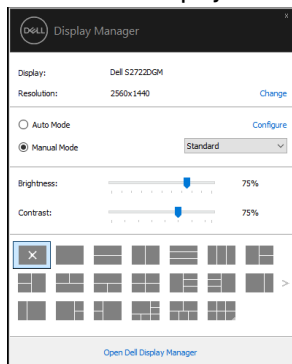 DELL Display Manager
x
Display: Dell S2722DGM
Resolution: 2560x1440 Change
Auto Mode Configure
Manual Mode Standard
Brightness: 75%
Contrast: 75%
Open Dell Display Manager